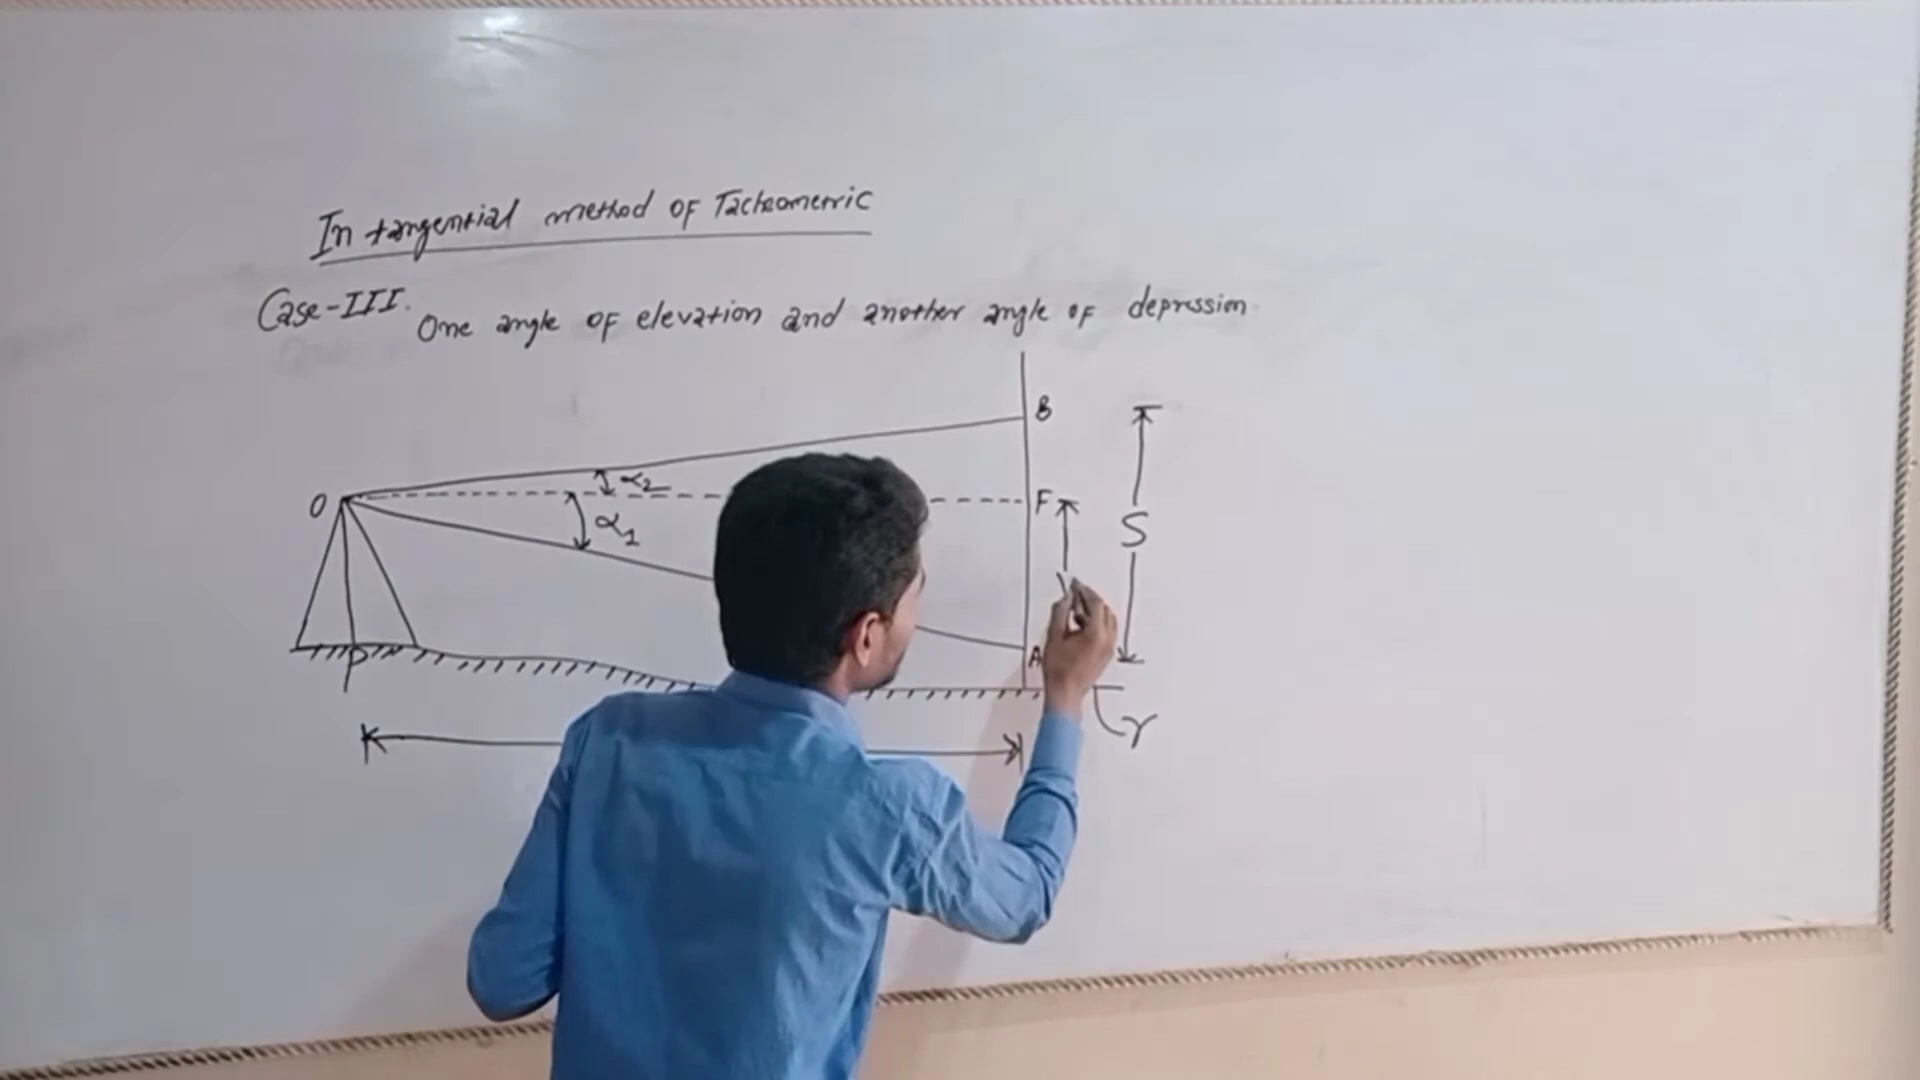 In tangential method of Tacheometric
Case-III. One angle of elevation and another angle of depression.
B
α2
O
F
S
α1
A
P
r